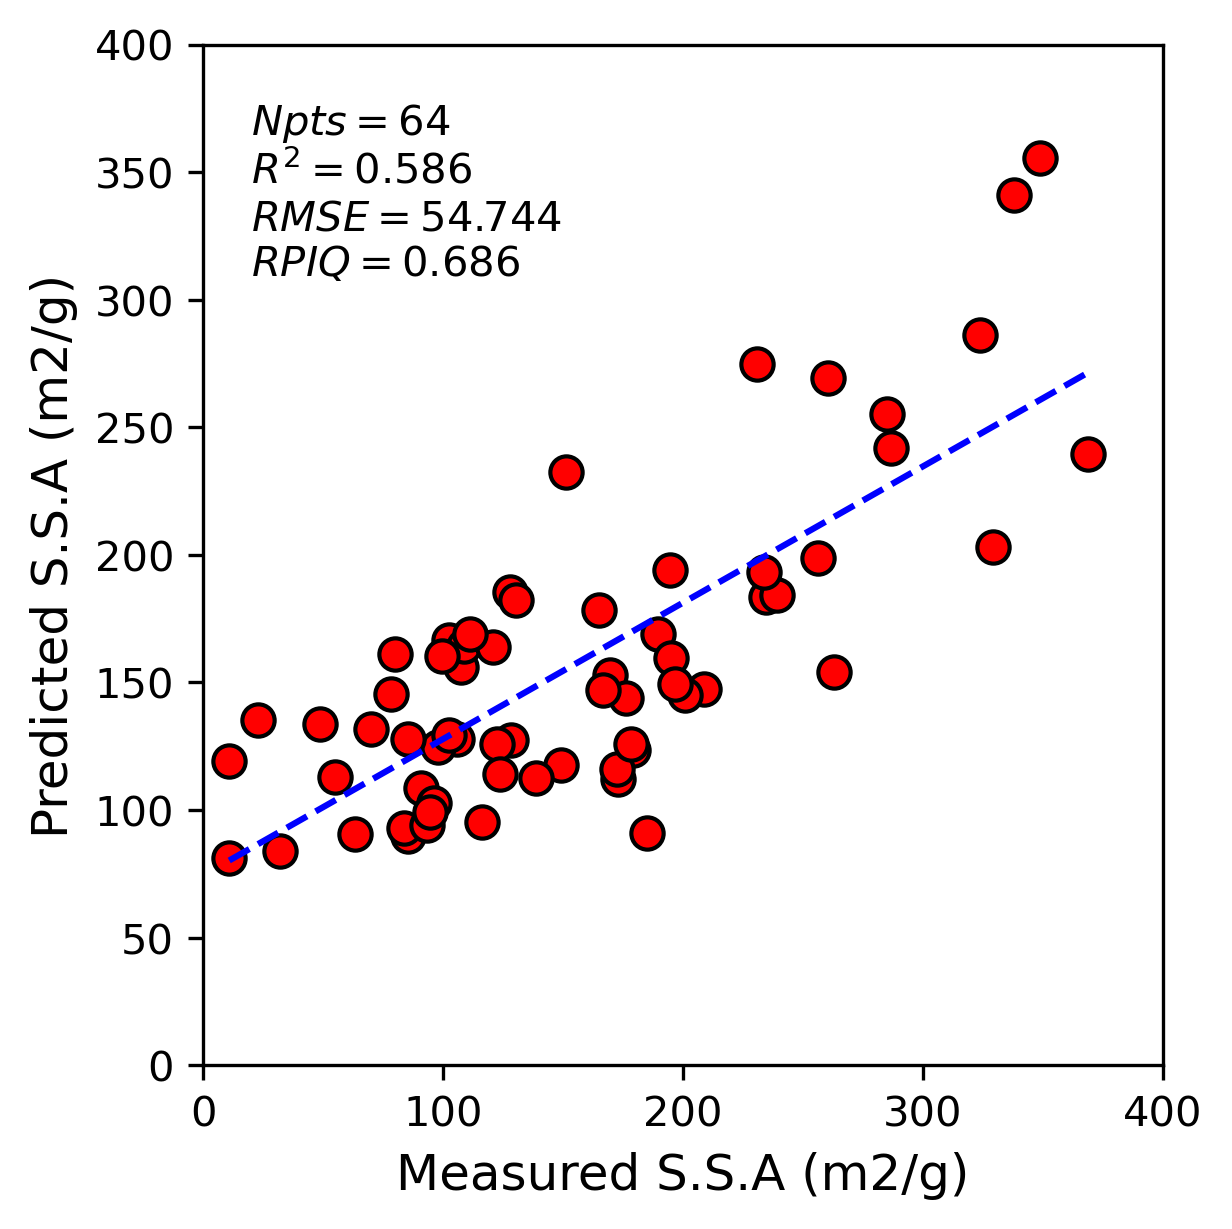 Npts = 64
R² = 0.586
RMSE = 54.744
RPIQ = 0.686
400
350
300
250
200
150
100
50
0
Predicted S.S.A (m2/g)
0 100 200 300 400
Measured S.S.A (m2/g)